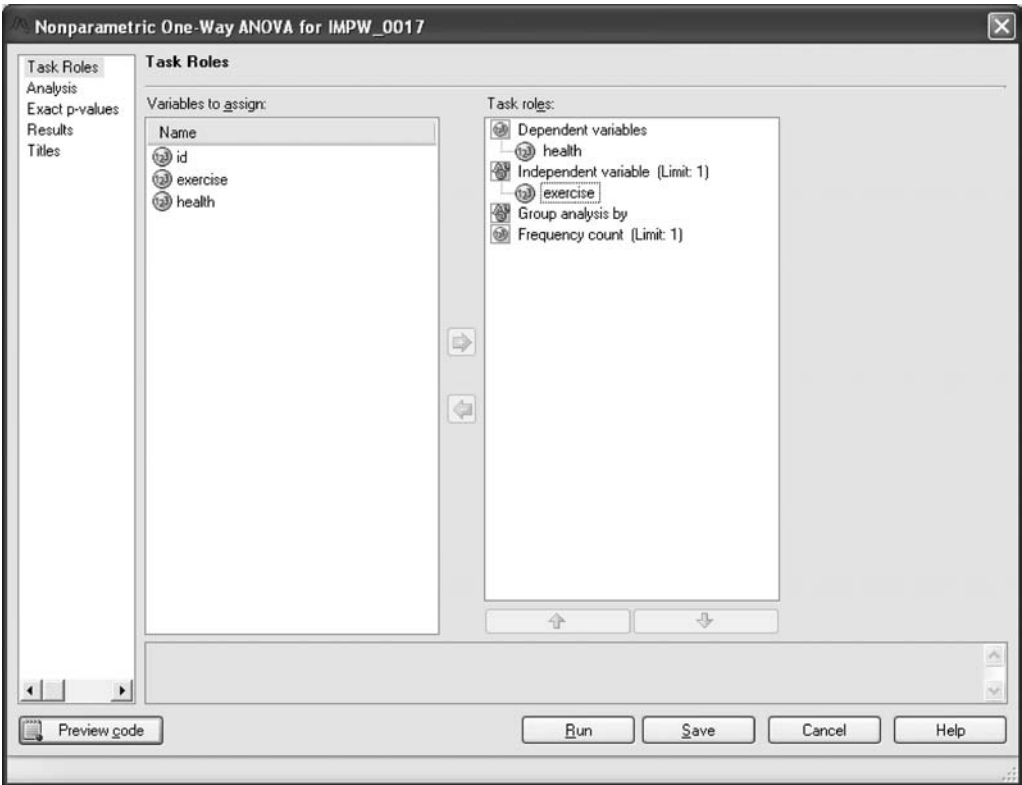 Nonparametric One-Way ANOVA for IMPW_0017
Task Roles
Analysis
Exact p-values
Results
Titles
Task Roles
Variables to assign:
Name
id
exercise
health
Task roles:
Dependent variables
health
Independent variable (Limit: 1)
exercise
Group analysis by
Frequency count (Limit: 1)
Preview code
Run
Save
Cancel
Help